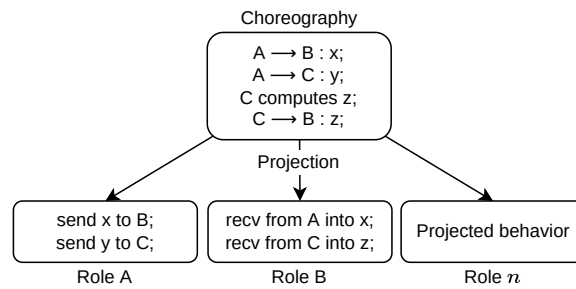 Choreography
A ⟶ B : x;
A ⟶ C : y;
C computes z;
C ⟶ B : z;
Projection
send x to B;
send y to C;
recv from A into x;
recv from C into z;
Projected behavior
Role A
Role B
Role n